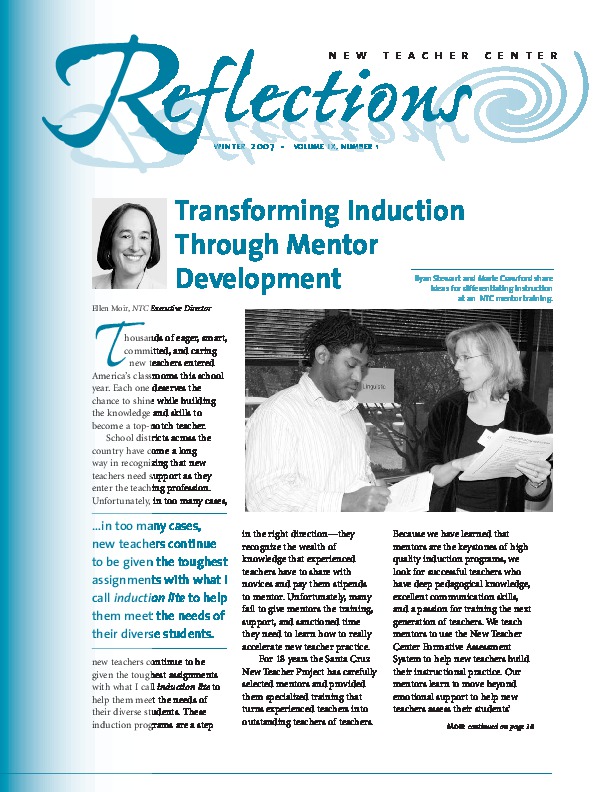 NEW TEACHER CENTER
Reflections
WINTER 2007 • VOLUME IX, NUMBER 1
Transforming Induction
Through Mentor
Development
Ryan Stewart and Marie Crawford share
ideas for differentiating instruction
at an NTC mentor training.
Ellen Moir, NTC Executive Director
Thousands of eager, smart,
committed, and caring
new teachers entered
America's classrooms this school
year. Each one deserves the
chance to shine while building
the knowledge and skills to
become a top-notch teacher.
School districts across the
country have come a long
way in recognizing that new
teachers need support as they
enter the teaching profession.
Unfortunately, in too many cases,
...in too many cases,
new teachers continue
to be given the toughest
assignments with what I
call induction lite to help
them meet the needs of
their diverse students.
new teachers continue to be
given the toughest assignments
with what I call induction lite to
help them meet the needs of
their diverse students. These
induction programs are a step
Linguistic
in the right direction—they
recognize the wealth of
knowledge that experienced
teachers have to share with
novices and pay them stipends
to mentor. Unfortunately, many
fail to give mentors the training,
support, and sanctioned time
they need to learn how to really
accelerate new teacher practice.
For 18 years the Santa Cruz
New Teacher Project has carefully
selected mentors and provided
them specialized training that
turns experienced teachers into
outstanding teachers of teachers.
Because we have learned that
mentors are the keystones of high
quality induction programs, we
look for successful teachers who
have deep pedagogical knowledge,
excellent communication skills,
and a passion for training the next
generation of teachers. We teach
mentors to use the New Teacher
Center Formative Assessment
System to help new teachers build
their instructional practice. Our
mentors learn to move beyond
emotional support to help new
teachers assess their students'
MOIR continued on page 18